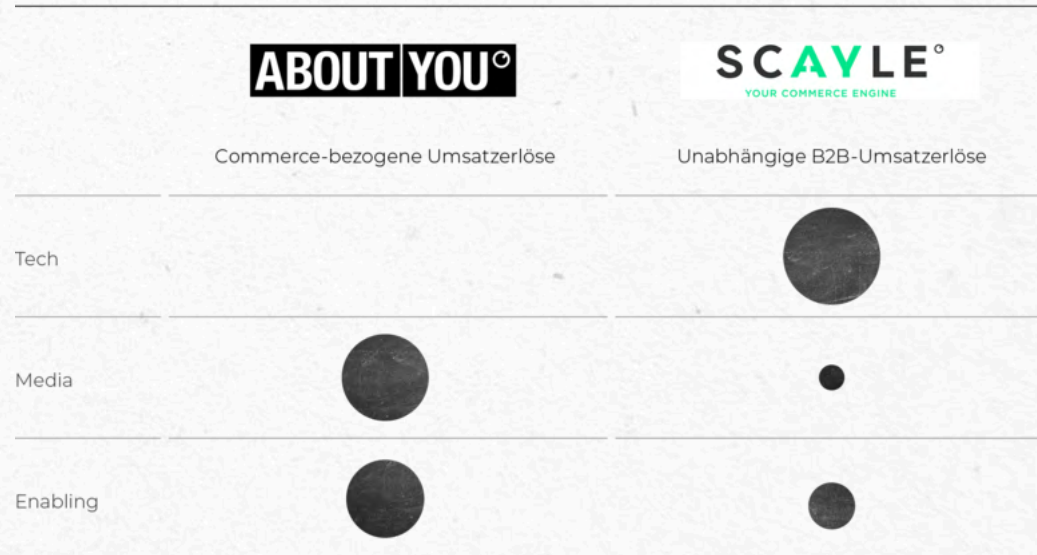 ABOUT YOU°
SCAYLE°
YOUR COMMERCE ENGINE
Commerce-bezogene Umsatzerlöse
Unabhängige B2B-Umsatzerlöse
Tech
Media
Enabling